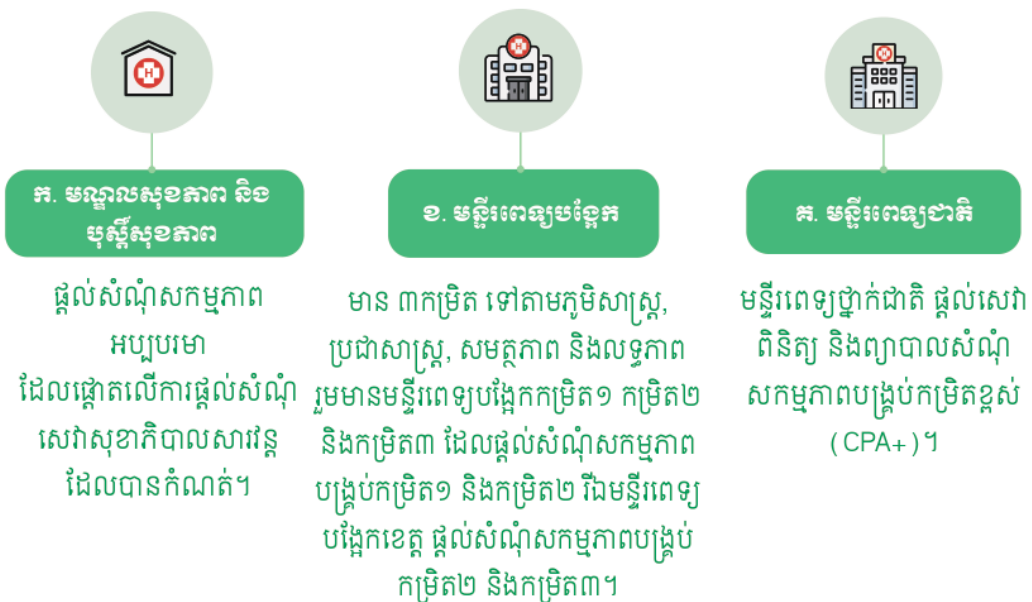 ក. មណ្ឌលសុខភាព និង
បុស្តិ៍សុខភាព
ផ្តល់សំណុំសកម្មភាព
អប្បបរមា
ដែលផ្តោតលើការផ្តល់សំណុំ
សេវាសុខាភិបាលសារវន្ត
ដែលបានកំណត់។
ខ. មន្ទីរពេទ្យបង្អែក
មាន ៣កម្រិត ទៅតាមភូមិសាស្ត្រ,
ប្រជាសាស្ត្រ, សមត្ថភាព និងលទ្ធភាព
រួមមានមន្ទីរពេទ្យបង្អែកកម្រិត១ កម្រិត២
និងកម្រិត៣ ដែលផ្តល់សំណុំសកម្មភាព
បង្គ្រប់កម្រិត១ និងកម្រិត២ រីឯមន្ទីរពេទ្យ
បង្អែកខេត្ត ផ្តល់សំណុំសកម្មភាពបង្គ្រប់
កម្រិត២ និងកម្រិត៣។
គ. មន្ទីរពេទ្យជាតិ
មន្ទីរពេទ្យថ្នាក់ជាតិ ផ្តល់សេវា
ពិនិត្យ និងព្យាបាលសំណុំ
សកម្មភាពបង្គ្រប់កម្រិតខ្ពស់
(CPA+)។